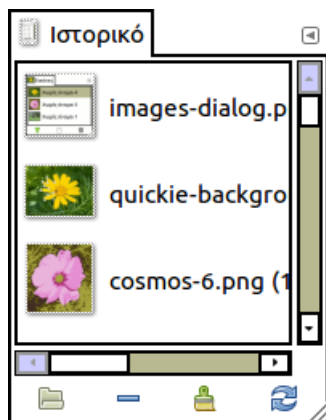 Ιστορικό
images-dialog.p
quickie-backgro
cosmos-6.png (1